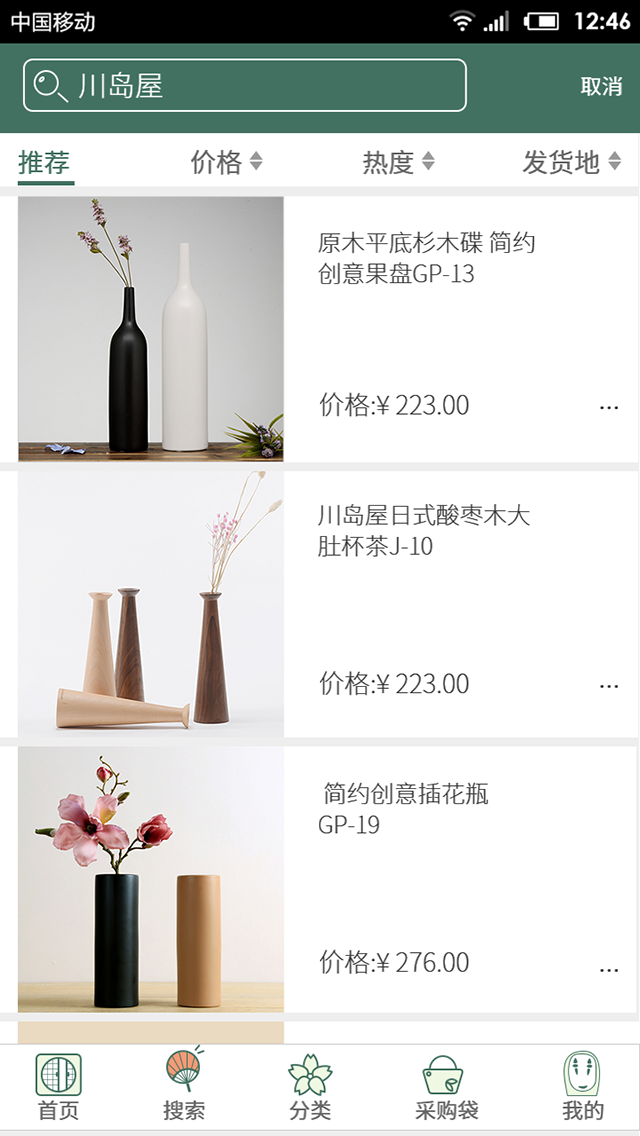 中国移动 12:46
川岛屋 取消
推荐 价格 热度 发货地
原木平底杉木碟 简约
创意果盘GP-13
价格:¥ 223.00 ...
川岛屋日式酸枣木大
肚杯茶J-10
价格:¥ 223.00 ...
简约创意插花瓶
GP-19
价格:¥ 276.00 ...
首页 搜索 分类 采购袋 我的